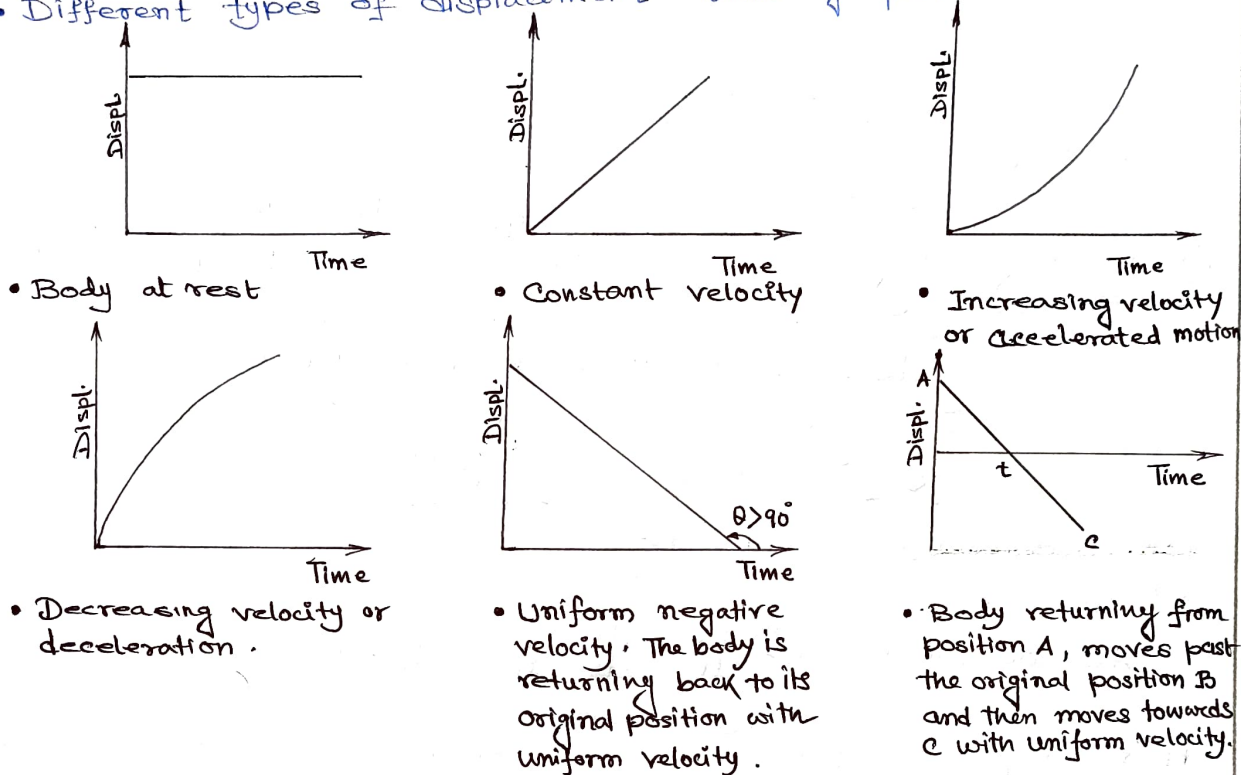 • Different types of displacement
Displ.
Time
• Body at rest
Displ.
Time
• Constant velocity
Displ.
Time
• Increasing velocity
or accelerated motion
Displ.
Time
• Decreasing velocity or
deceleration.
Displ.
θ>90°
Time
• Uniform negative
velocity. The body is
returning back to its
original position with
uniform velocity.
A
Displ.
t
Time
C
• Body returning from
position A, moves past
the original position B
and then moves towards
C with uniform velocity.